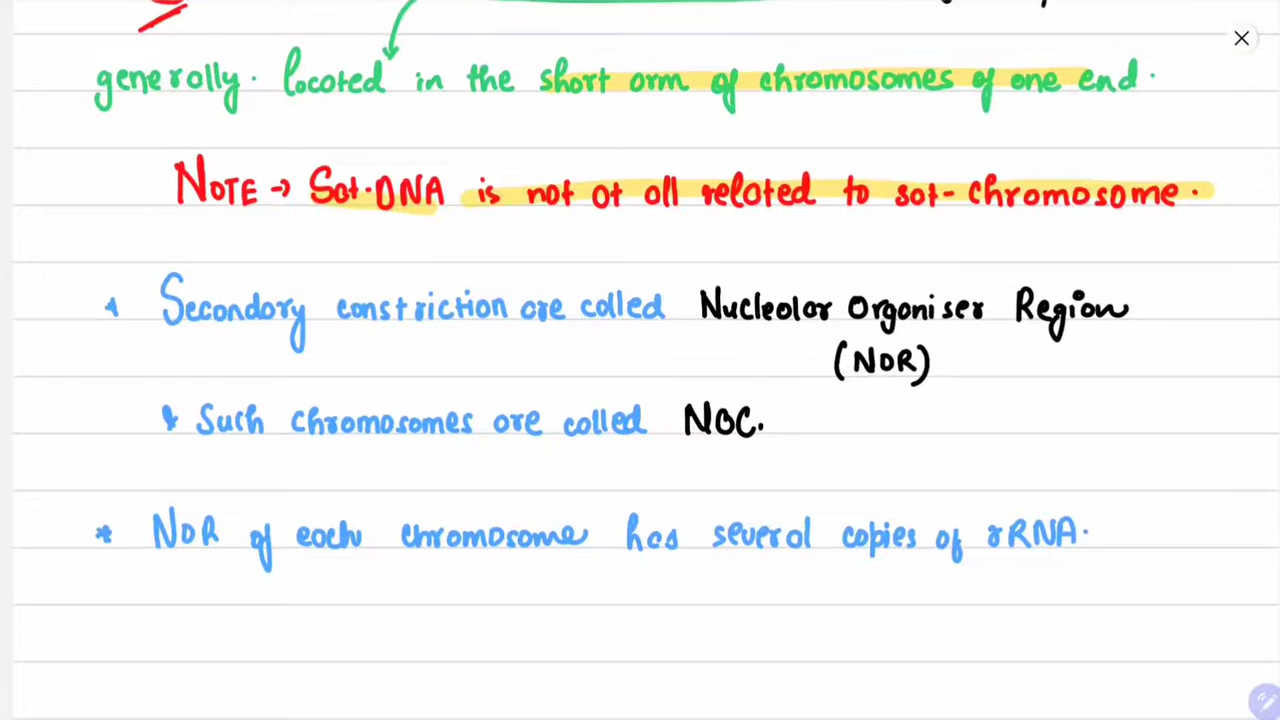 generally. located in the short arm of chromosomes of one end.
NOTE → Sat-DNA is not at all related to sat-chromosome.
* Secondary constriction are called Nucleolar Organiser Region
(NOR)
* Such chromosomes are called NOC.
* NOR of each chromosome has several copies of rRNA.